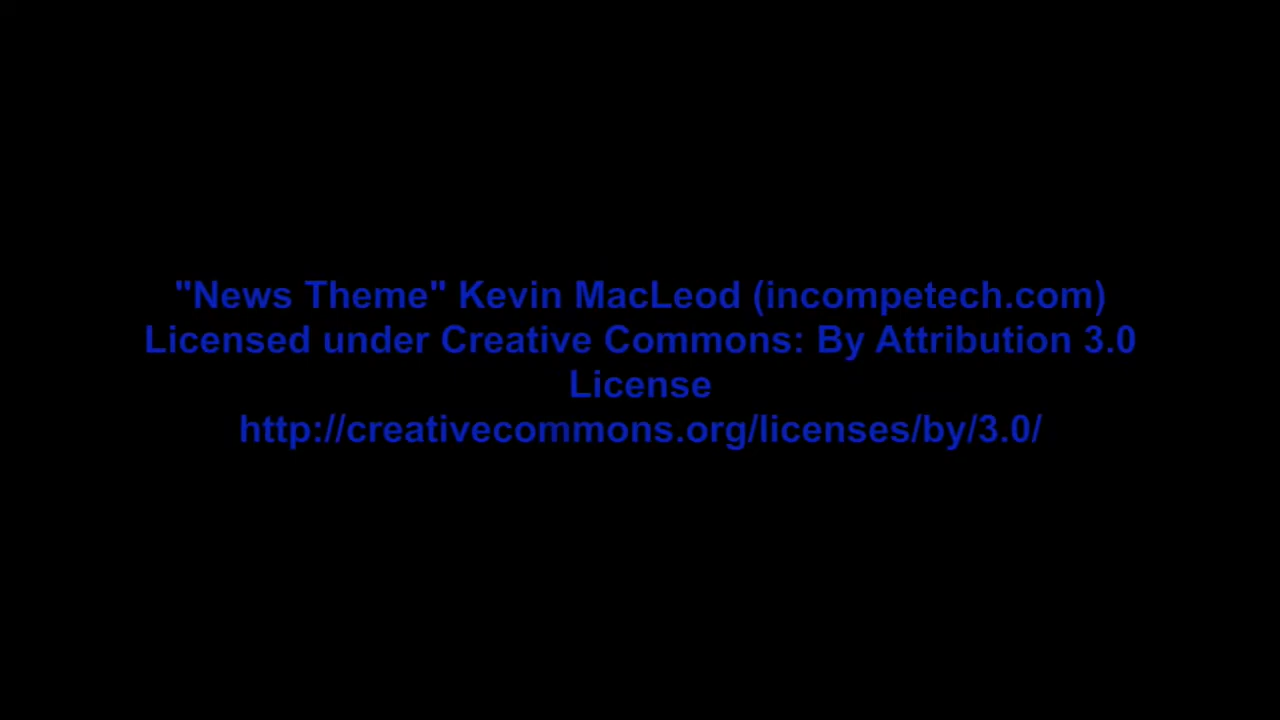 "News Theme" Kevin MacLeod (incompetech.com)
Licensed under Creative Commons: By Attribution 3.0
License
http://creativecommons.org/licenses/by/3.0/